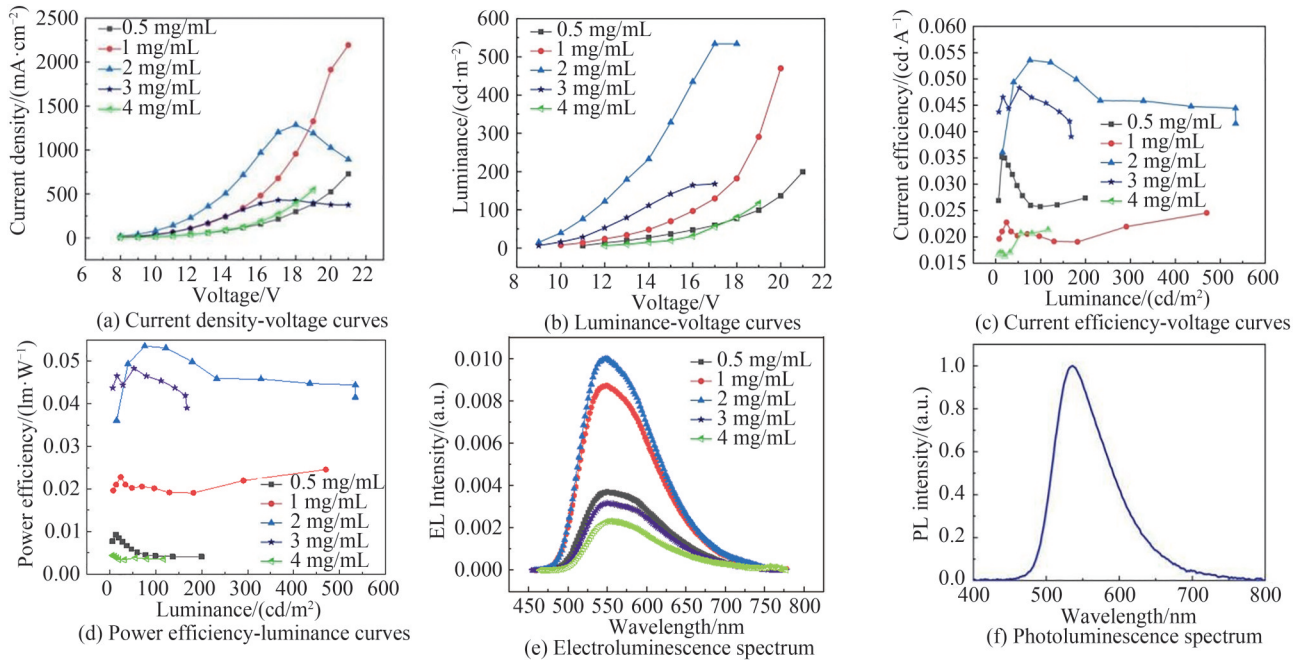 Current density/(mA·cm⁻²)
2500
2000
1500
1000
500
0
0.5 mg/mL
1 mg/mL
2 mg/mL
3 mg/mL
4 mg/mL
6 8 10 12 14 16 18 20 22
Voltage/V
(a) Current density-voltage curves
Luminance/(cd·m⁻²)
600
500
400
300
200
100
0
0.5 mg/mL
1 mg/mL
2 mg/mL
3 mg/mL
4 mg/mL
8 10 12 14 16 18 20 22
Voltage/V
(b) Luminance-voltage curves
Current efficiency/(cd·A⁻¹)
0.060
0.055
0.050
0.045
0.040
0.035
0.030
0.025
0.020
0.015
0.5 mg/mL
1 mg/mL
2 mg/mL
3 mg/mL
4 mg/mL
0 100 200 300 400 500 600
Luminance/(cd/m²)
(c) Current efficiency-voltage curves
Power efficiency/(lm·W⁻¹)
0.05
0.04
0.03
0.02
0.01
0.00
0.5 mg/mL
1 mg/mL
2 mg/mL
3 mg/mL
4 mg/mL
0 100 200 300 400 500 600
Luminance/(cd/m²)
(d) Power efficiency-luminance curves
EL Intensity/(a.u.)
0.010
0.008
0.006
0.004
0.002
0.000
0.5 mg/mL
1 mg/mL
2 mg/mL
3 mg/mL
4 mg/mL
450 500 550 600 650 700 750 800
Wavelength/nm
(e) Electroluminescence spectrum
PL intensity/(a.u.)
1.0
0.8
0.6
0.4
0.2
0.0
400 500 600 700 800
Wavelength/nm
(f) Photoluminescence spectrum